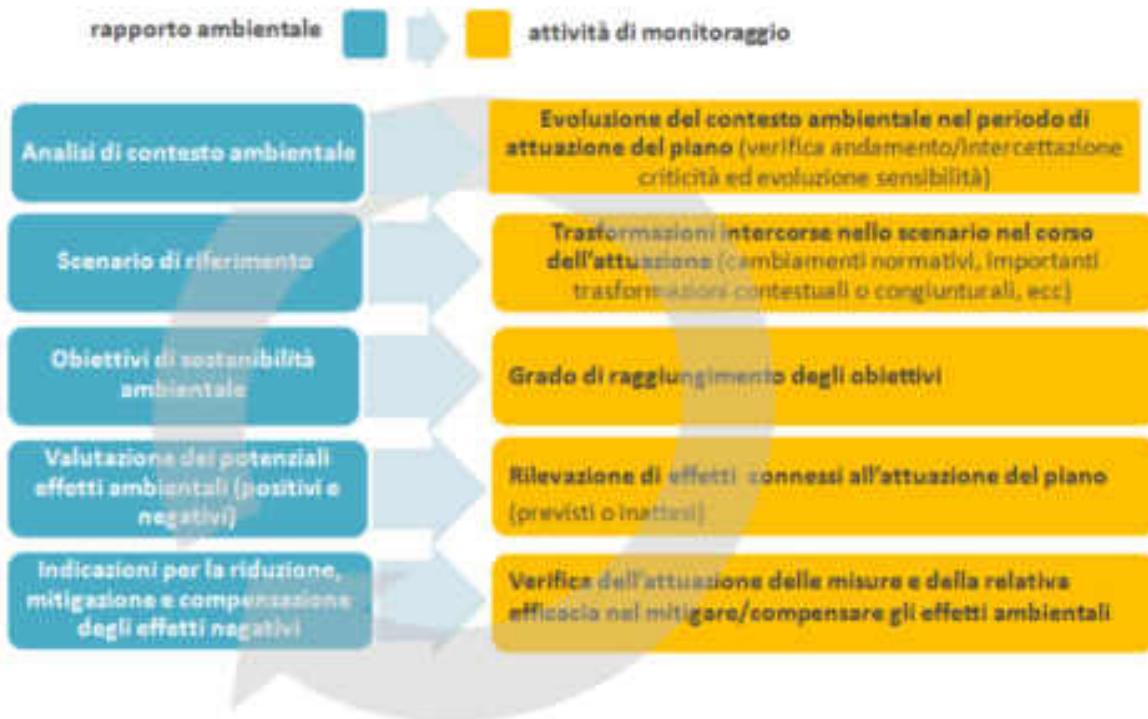 rapporto ambientale
attività di monitoraggio
Analisi di contesto ambientale
Evoluzione del contesto ambientale nel periodo di
attuazione del piano (verifica andamento/intercettazione
criticità ed evoluzione sensibilità)
Scenario di riferimento
Trasformazioni intercorse nello scenario nel corso
dell'attuazione (cambiamenti normativi, importanti
trasformazioni contestuali o congiunturali, ecc)
Obiettivi di sostenibilità
ambientale
Grado di raggiungimento degli obiettivi
Valutazione dei potenziali
effetti ambientali (positivi e
negativi)
Rilevazione di effetti connessi all'attuazione del piano
(previsti o inattesi)
Indicazioni per la riduzione,
mitigazione e compensazione
degli effetti negativi
Verifica dell'attuazione delle misure e della relativa
efficacia nel mitigare/compensare gli effetti ambientali